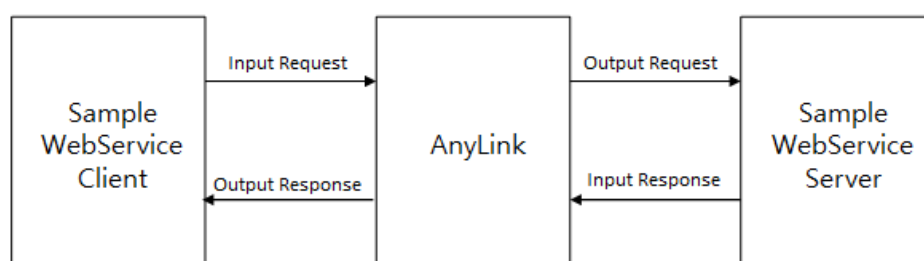 Input Request
Output Request
Sample
WebService
Client
AnyLink
Sample
WebService
Server
Output Response
Input Response